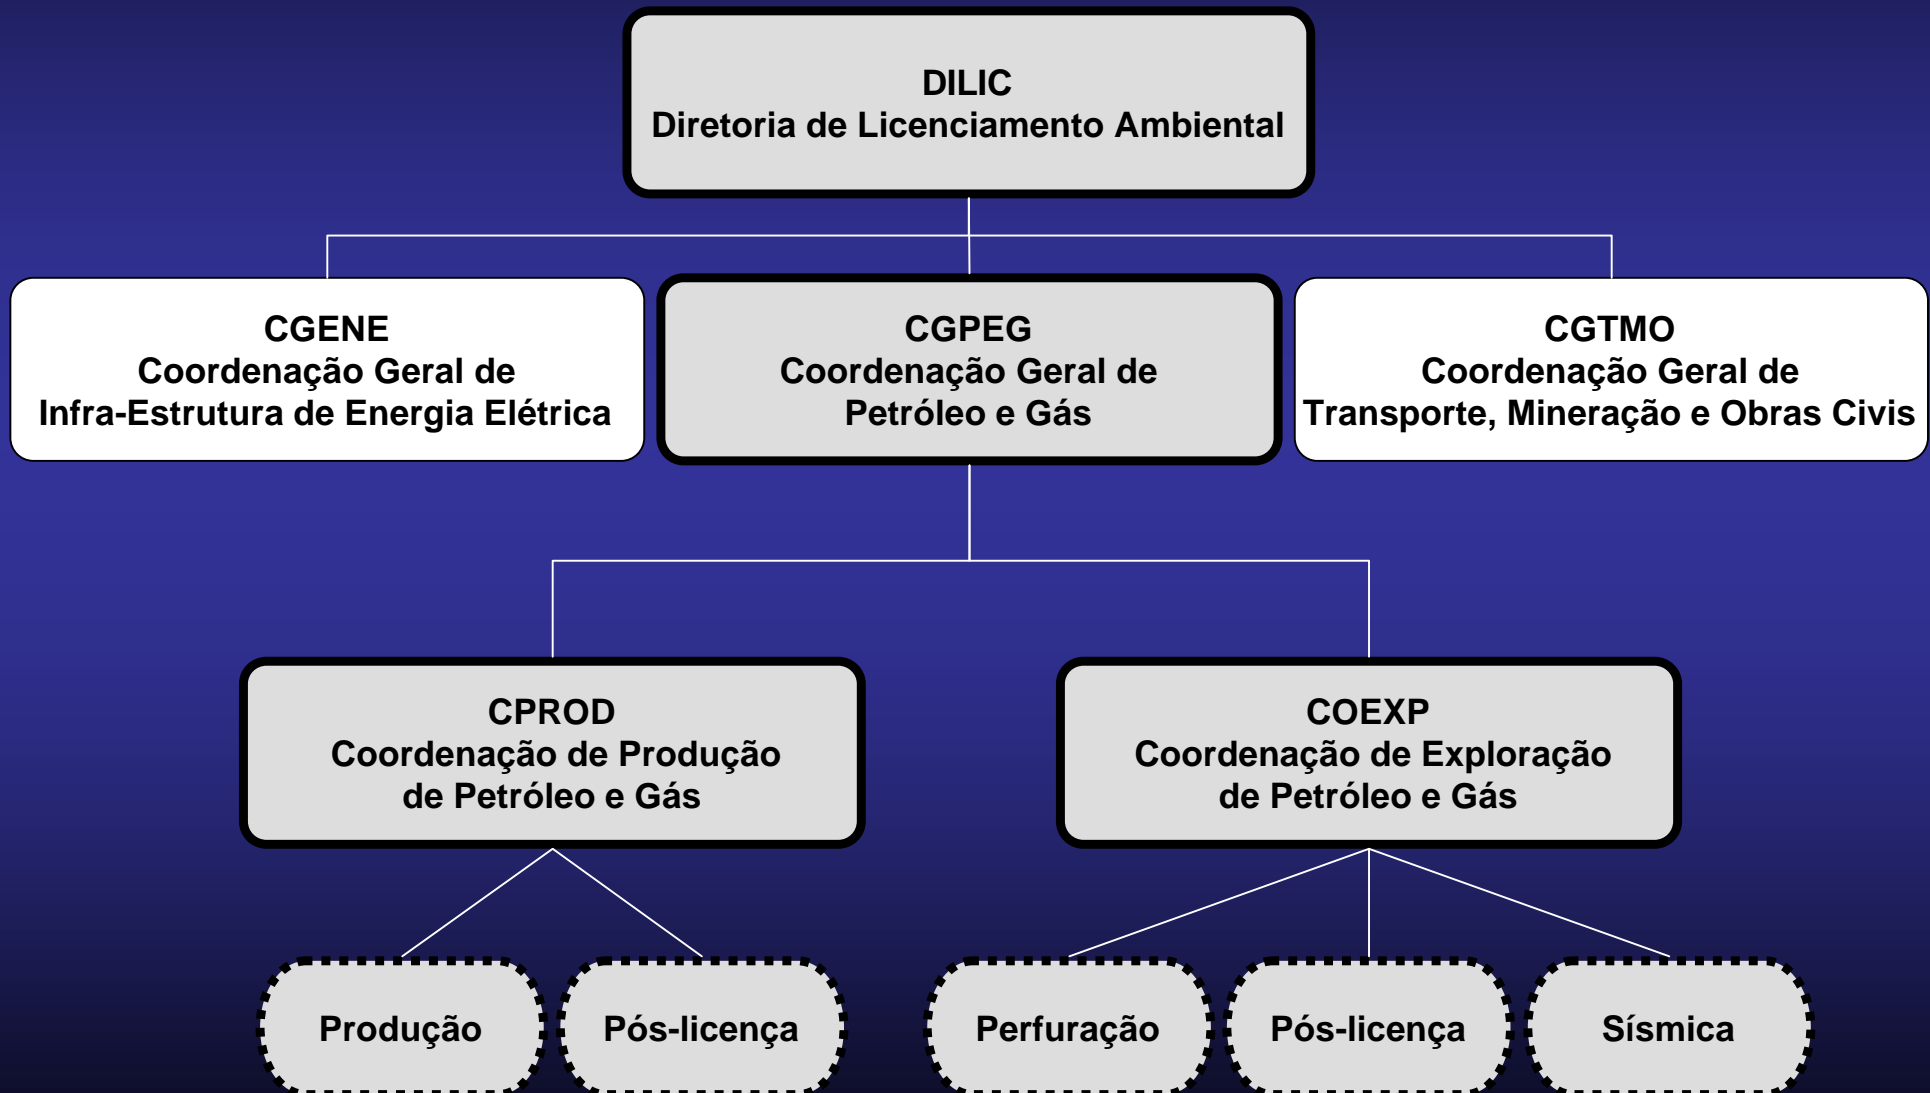 DILIC
Diretoria de Licenciamento Ambiental
CGENE
Coordenação Geral de
Infra-Estrutura de Energia Elétrica
CGPEG
Coordenação Geral de
Petróleo e Gás
CGTMO
Coordenação Geral de
Transporte, Mineração e Obras Civis
CPROD
Coordenação de Produção
de Petróleo e Gás
COEXP
Coordenação de Exploração
de Petróleo e Gás
Produção
Pós-licença
Perfuração
Pós-licença
Sísmica